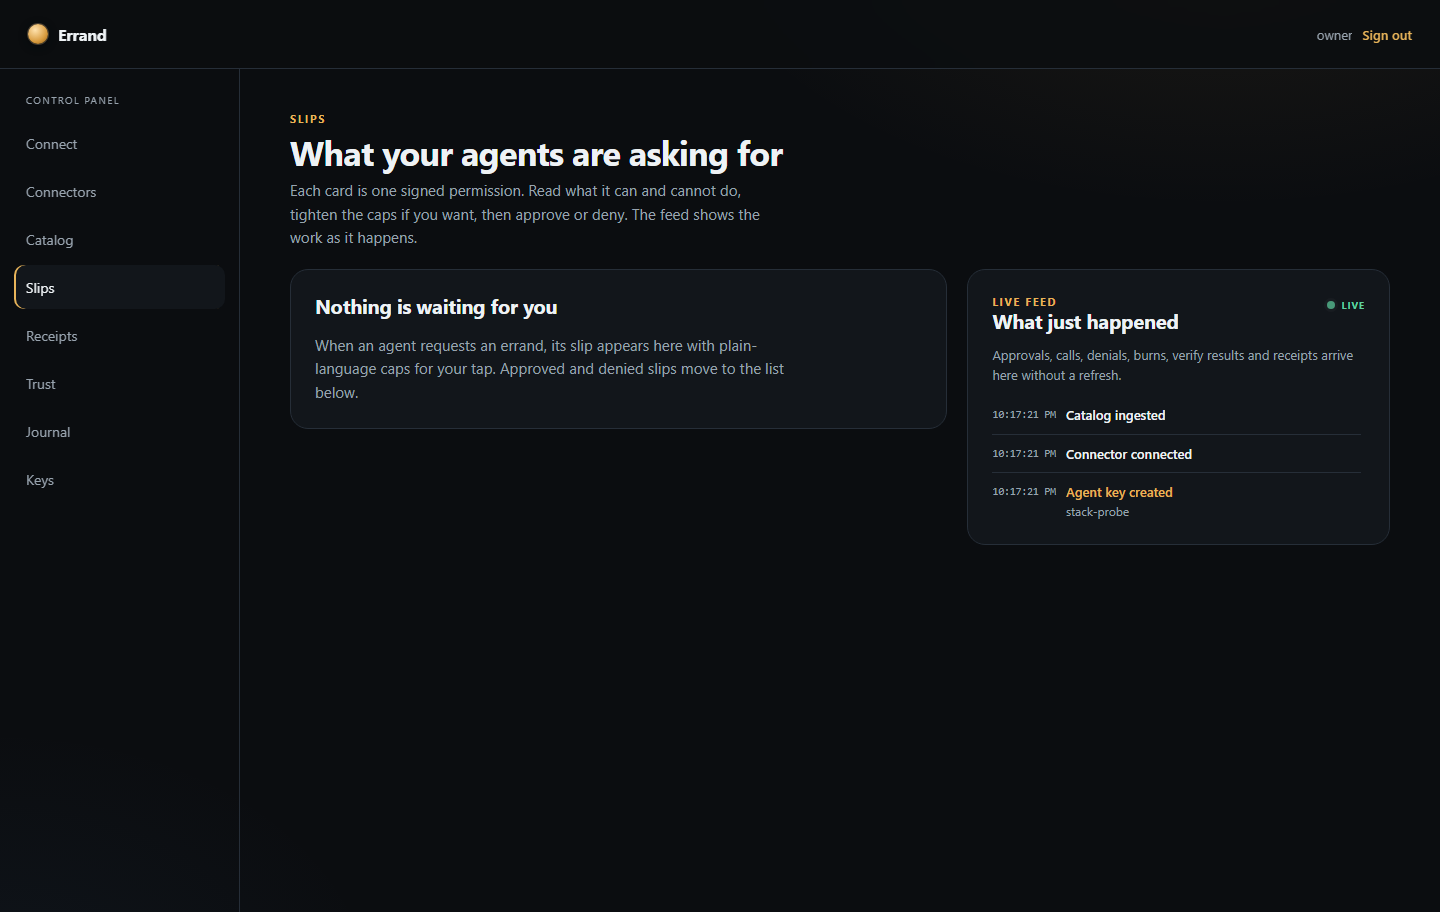 Errand
owner Sign out
CONTROL PANEL
Connect
Connectors
Catalog
Slips
Receipts
Trust
Journal
Keys
SLIPS
What your agents are asking for
Each card is one signed permission. Read what it can and cannot do,
tighten the caps if you want, then approve or deny. The feed shows the
work as it happens.
Nothing is waiting for you
When an agent requests an errand, its slip appears here with plain-
language caps for your tap. Approved and denied slips move to the list
below.
LIVE FEED
LIVE
What just happened
Approvals, calls, denials, burns, verify results and receipts arrive
here without a refresh.
10:17:21 PM Catalog ingested
10:17:21 PM Connector connected
10:17:21 PM Agent key created
stack-probe